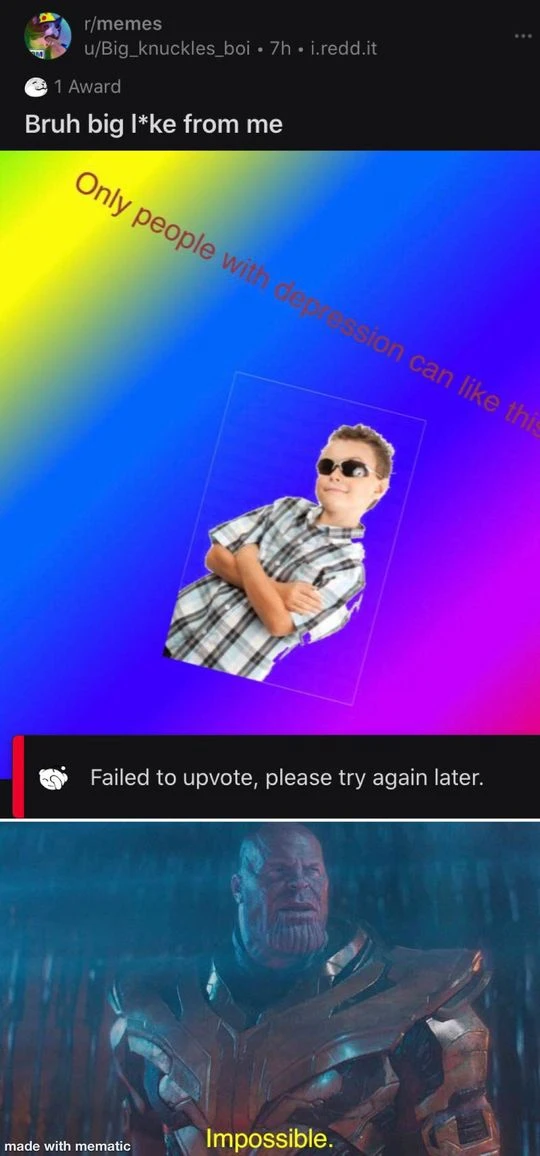 r/memes
u/Big_knuckles_boi • 7h • i.redd.it
1 Award
Bruh big l*ke from me
Only people with depression can like this
Failed to upvote, please try again later.
Impossible.
made with mematic